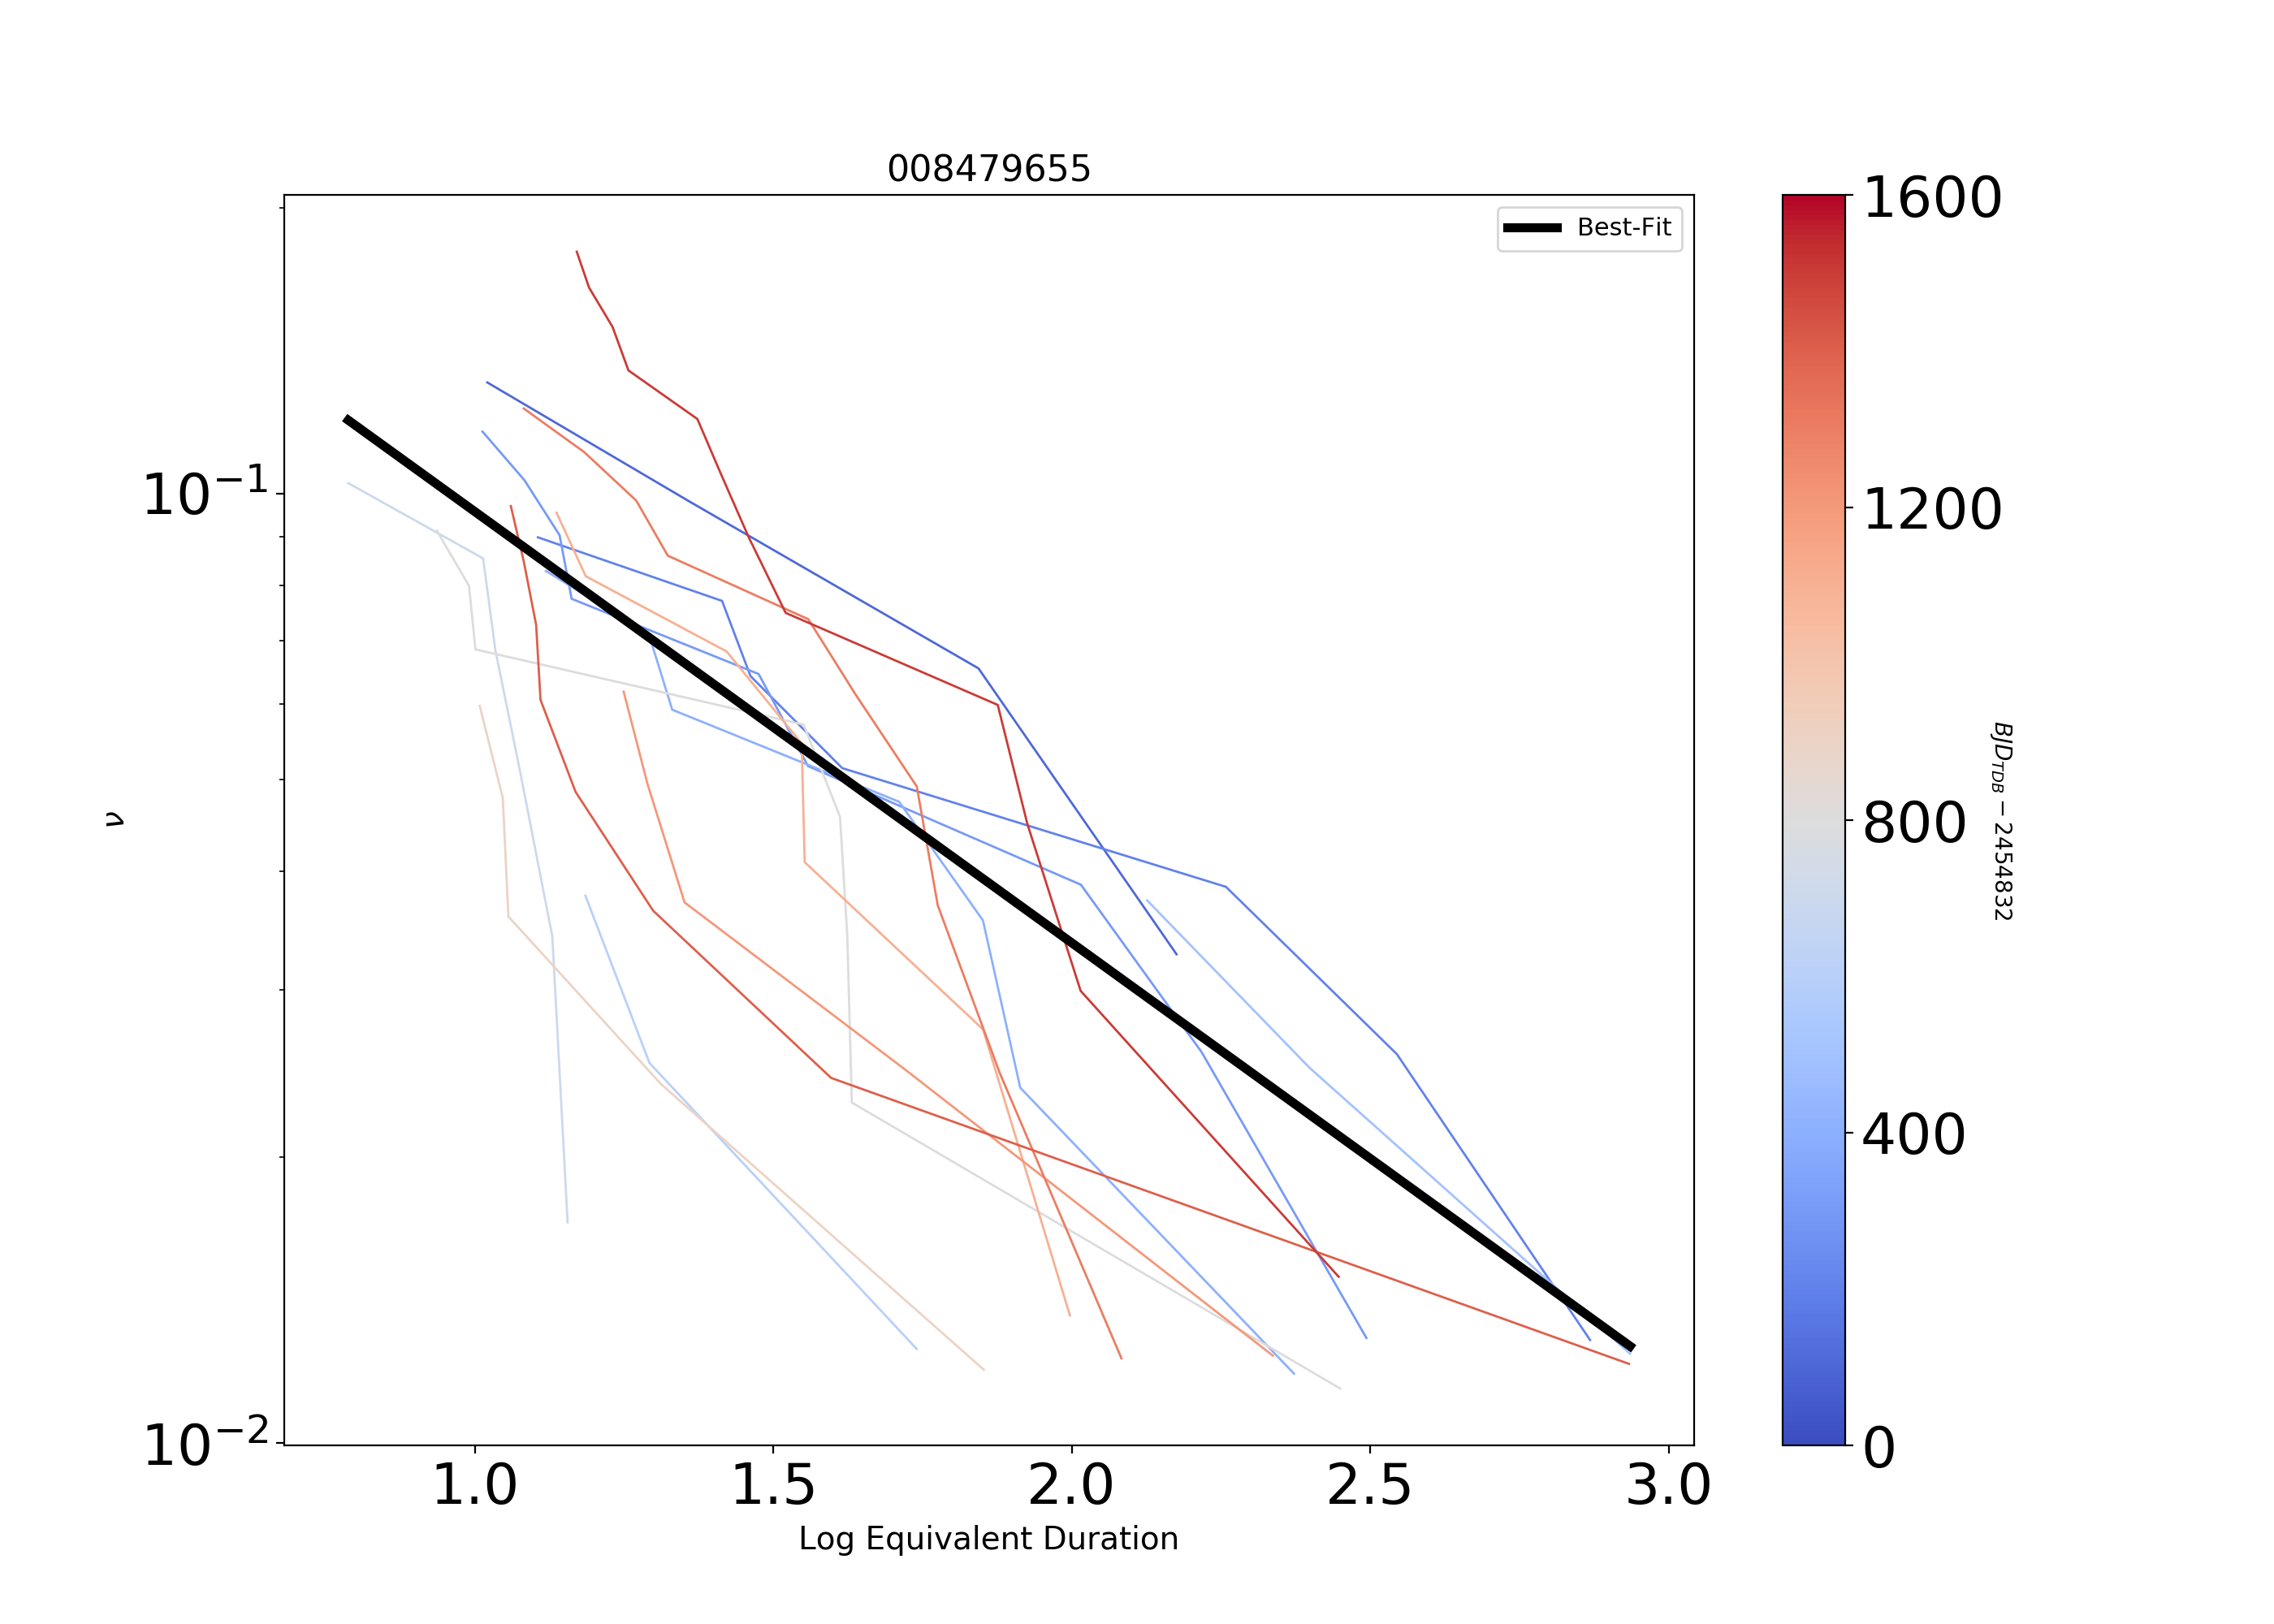 008479655
Best-Fit
10⁻¹
10⁻²
ν
1.0 1.5 2.0 2.5 3.0
Log Equivalent Duration
1600
1200
800
400
0
BJD_TDB − 2454832